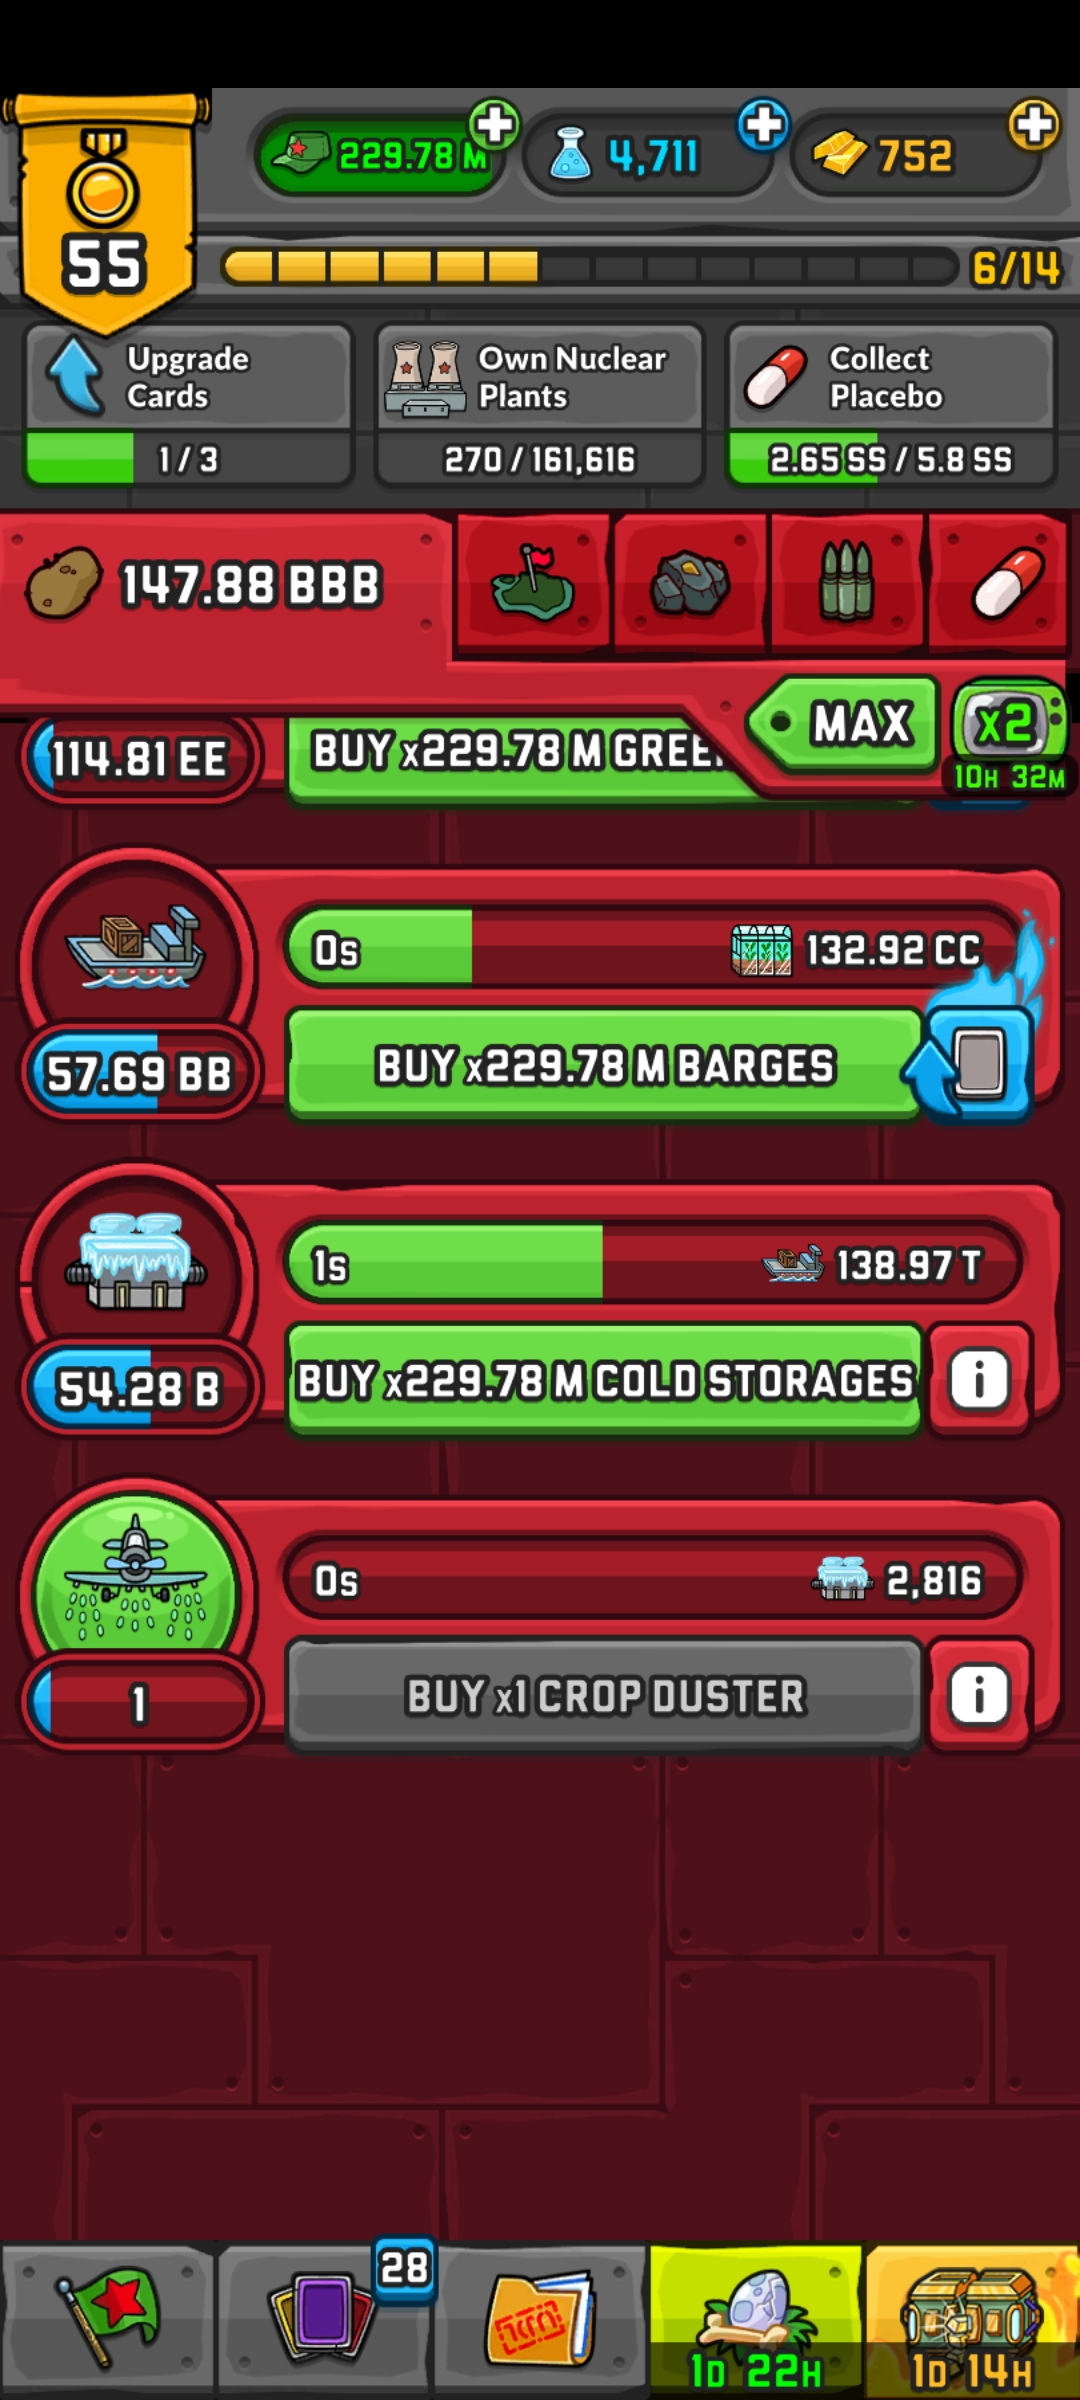 55
229.78 M
4,711
752
6/14
Upgrade
Cards
1 / 3
Own Nuclear
Plants
270 / 161,616
Collect
Placebo
2.65 SS / 5.8 SS
147.88 BBB
MAX
x2
10H 32M
114.81 EE
BUY x229.78 M GREE
0s
132.92 CC
57.69 BB
BUY x229.78 M BARGES
1s
138.97 T
54.28 B
BUY x229.78 M COLD STORAGES
i
0s
2,816
1
BUY x1 CROP DUSTER
i
28
1D 22H
1D 14H